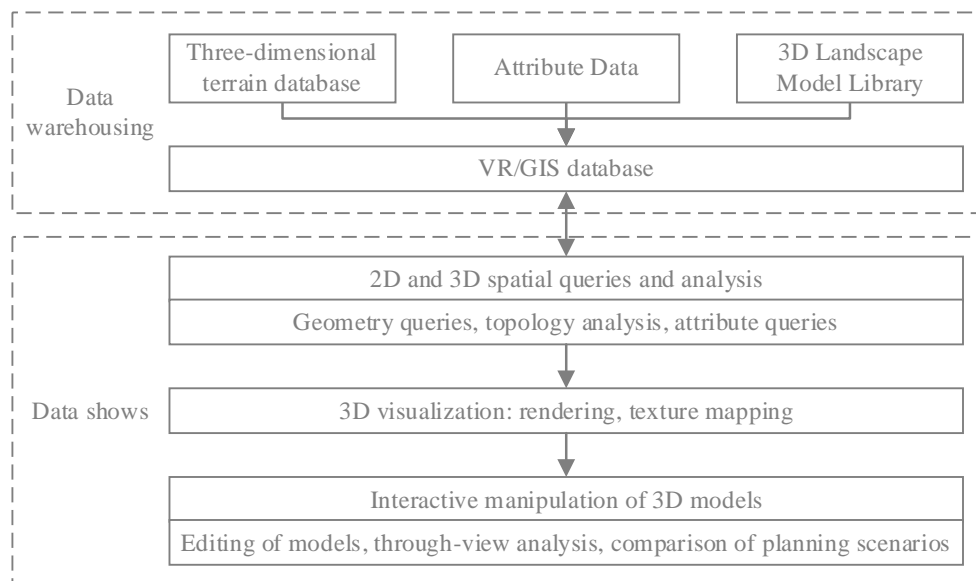 Three-dimensional
terrain database
Attribute Data
3D Landscape
Model Library
Data
warehousing
VR/GIS database
2D and 3D spatial queries and analysis
Geometry queries, topology analysis, attribute queries
Data shows
3D visualization: rendering, texture mapping
Interactive manipulation of 3D models
Editing of models, through-view analysis, comparison of planning scenarios